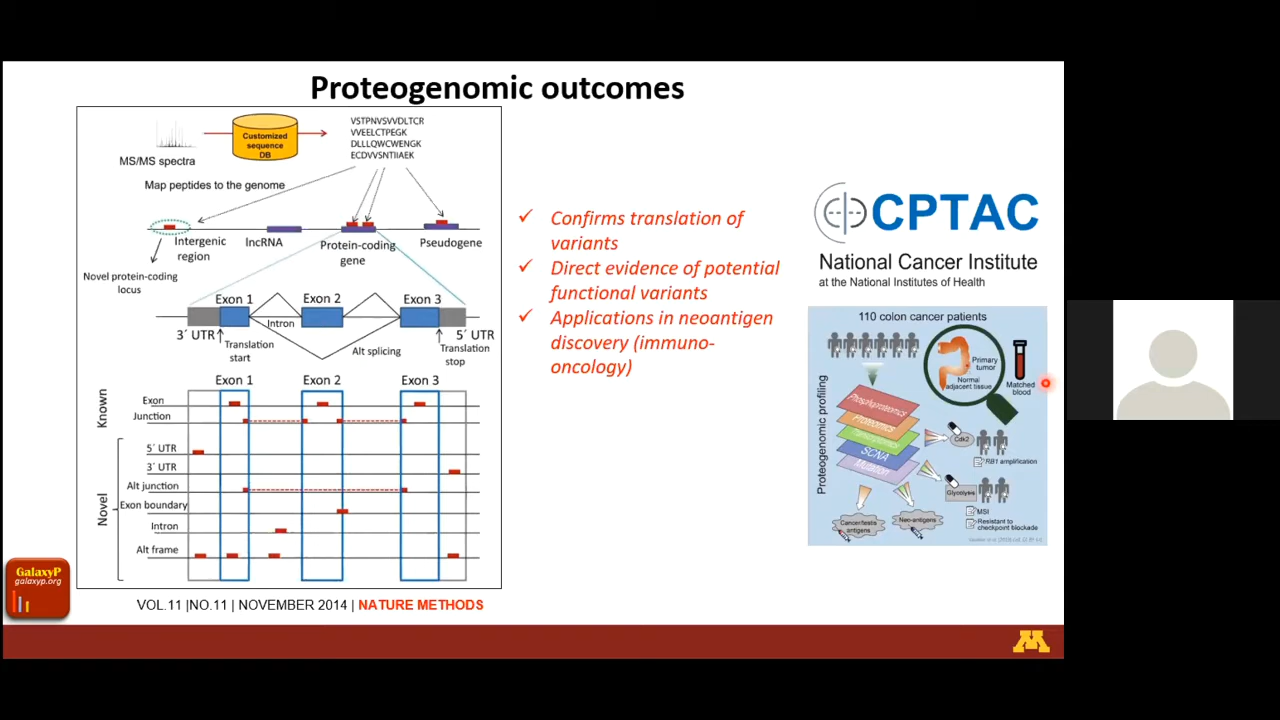 Proteogenomic outcomes
MS/MS spectra
Customized
sequence
DB
VSTPNVSVVDLTCR
VVEELCTPEGK
DLLLQWCWENGK
ECDVVSNTIIAEK
Map peptides to the genome
Intergenic
region
lncRNA
Protein-coding
gene
Pseudogene
Novel protein-coding
locus
Exon 1
Exon 2
Exon 3
3´ UTR
Intron
5´ UTR
Translation
start
Alt splicing
Translation
stop
Exon 1
Exon 2
Exon 3
Known
Exon
Junction
Novel
5´ UTR
3´ UTR
Alt junction
Exon boundary
Intron
Alt frame
VOL.11 |NO.11 | NOVEMBER 2014 | NATURE METHODS
GalaxyP
galaxyp.org
✓ Confirms translation of
variants
✓ Direct evidence of potential
functional variants
✓ Applications in neoantigen
discovery (immuno-
oncology)
CPTAC
National Cancer Institute
at the National Institutes of Health
110 colon cancer patients
Primary
tumor
Normal
adjacent tissue
Matched
blood
Proteogenomic profiling
Phosphoproteomics
Proteomics
Transcriptomics
SCNA
Mutation
Cdk2
RB1 amplification
Glycolysis
MSI
Resistant to
checkpoint blockade
Cancer/testis
antigens
Neo-antigens
M